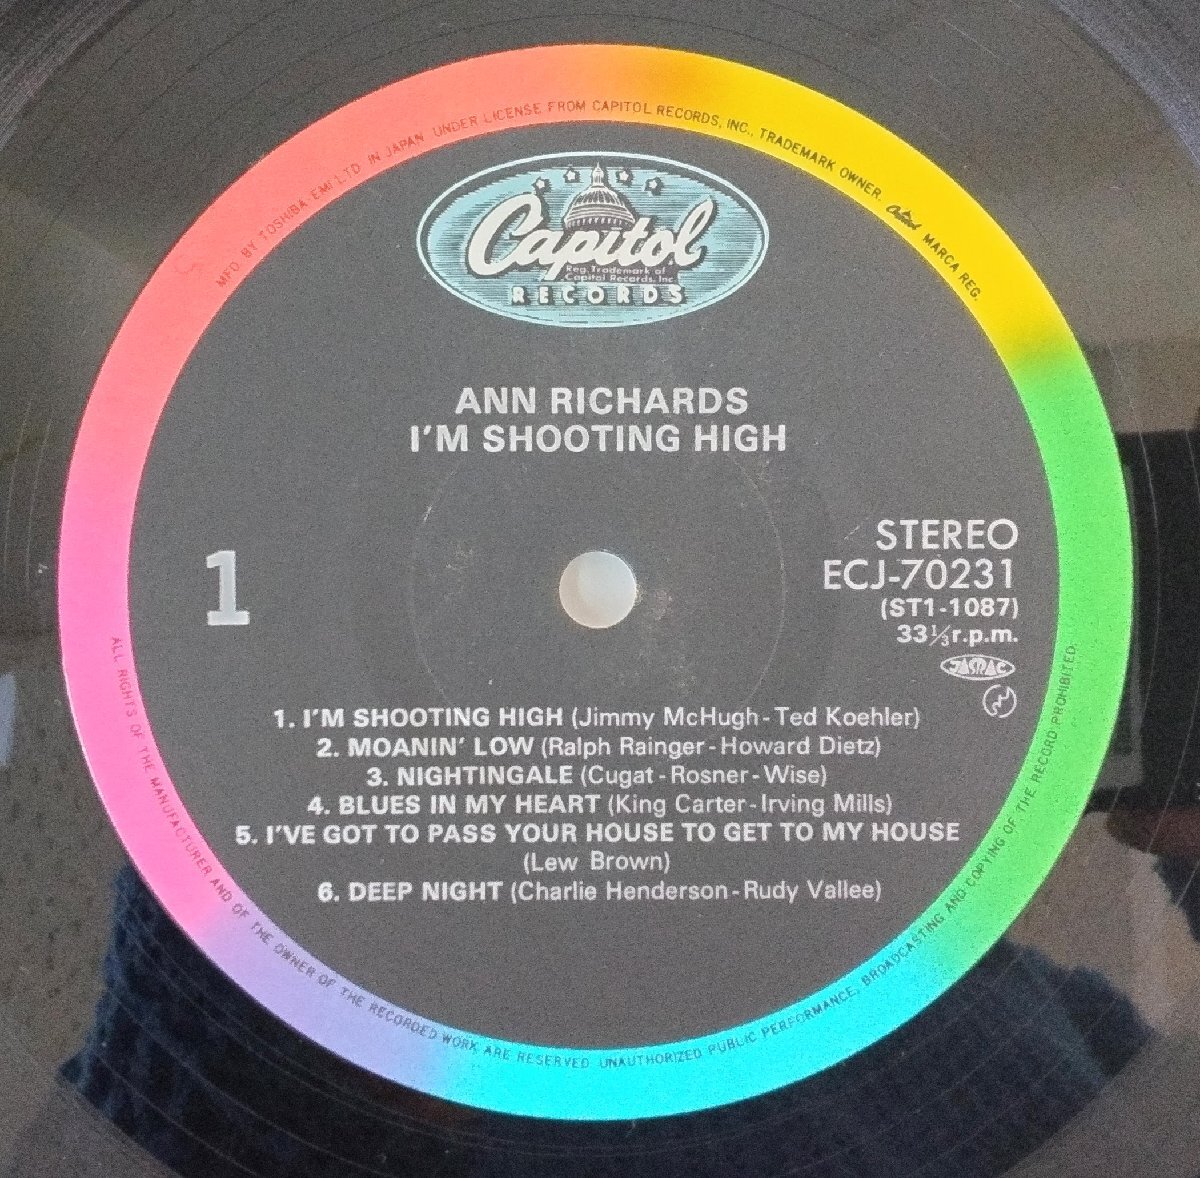 MFD. BY TOSHIBA EMI LTD. IN JAPAN UNDER LICENSE FROM CAPITOL RECORDS, INC., TRADEMARK OWNER. Capitol MARCA REG.
Capitol
Reg. Trademark of
Capitol Records, Inc.
RECORDS
ANN RICHARDS
I'M SHOOTING HIGH
1
STEREO
ECJ-70231
(ST1-1087)
33⅓r.p.m.
JASRAC
1. I'M SHOOTING HIGH (Jimmy McHugh-Ted Koehler)
2. MOANIN' LOW (Ralph Rainger-Howard Dietz)
3. NIGHTINGALE (Cugat-Rosner-Wise)
4. BLUES IN MY HEART (King Carter-Irving Mills)
5. I'VE GOT TO PASS YOUR HOUSE TO GET TO MY HOUSE
(Lew Brown)
6. DEEP NIGHT (Charlie Henderson-Rudy Vallee)
ALL RIGHTS OF THE MANUFACTURER AND OF THE OWNER OF THE RECORDED WORK ARE RESERVED. UNAUTHORIZED PUBLIC PERFORMANCE, BROADCASTING AND COPYING OF THE RECORD PROHIBITED.